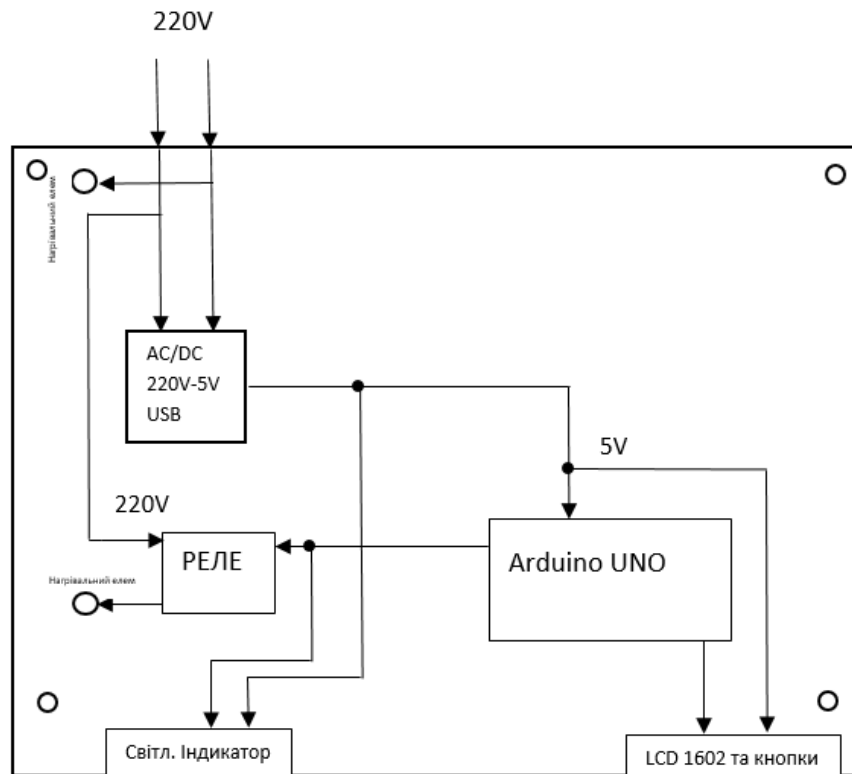 220V
Нагрівальний елем
AC/DC
220V-5V
USB
5V
220V
РЕЛЕ
Arduino UNO
Нагрівальний елем
Світл. Індикатор
LCD 1602 та кнопки